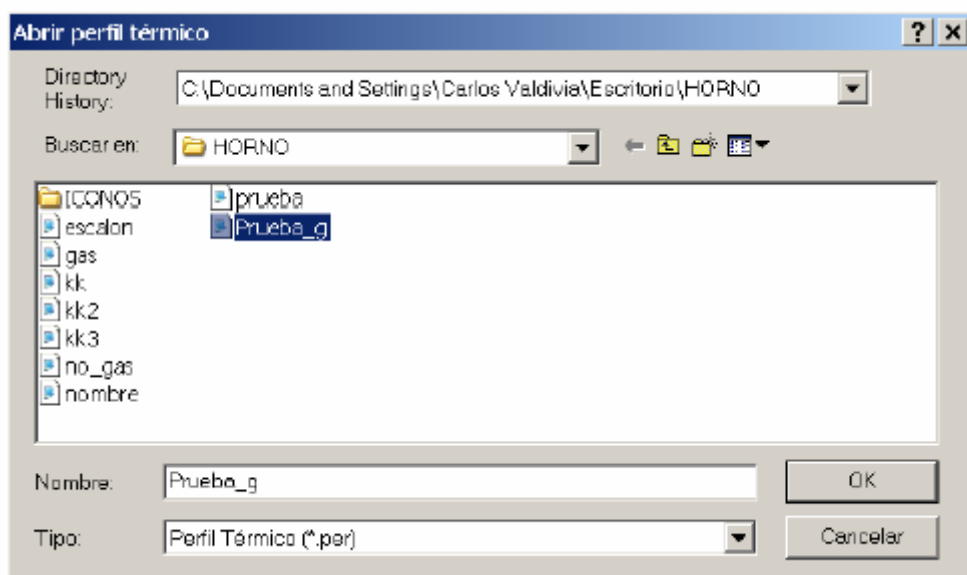 Abrir perfil térmico
Directory
History:
C:\Documents and Settings\Carlos Valdivia\Escritorio\HORNO
Buscar en:
HORNO
ICONOS
escalon
gas
kk
kk2
kk3
no_gas
nombre
prueba
Prueba_g
Nombre:
Prueba_g
OK
Tipo:
Perfil Térmico (*.per)
Cancelar